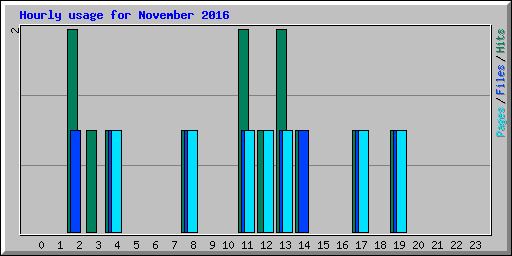 Hourly usage for November 2016
2
Pages/Files/Hits
0 1 2 3 4 5 6 7 8 9 10 11 12 13 14 15 16 17 18 19 20 21 22 23